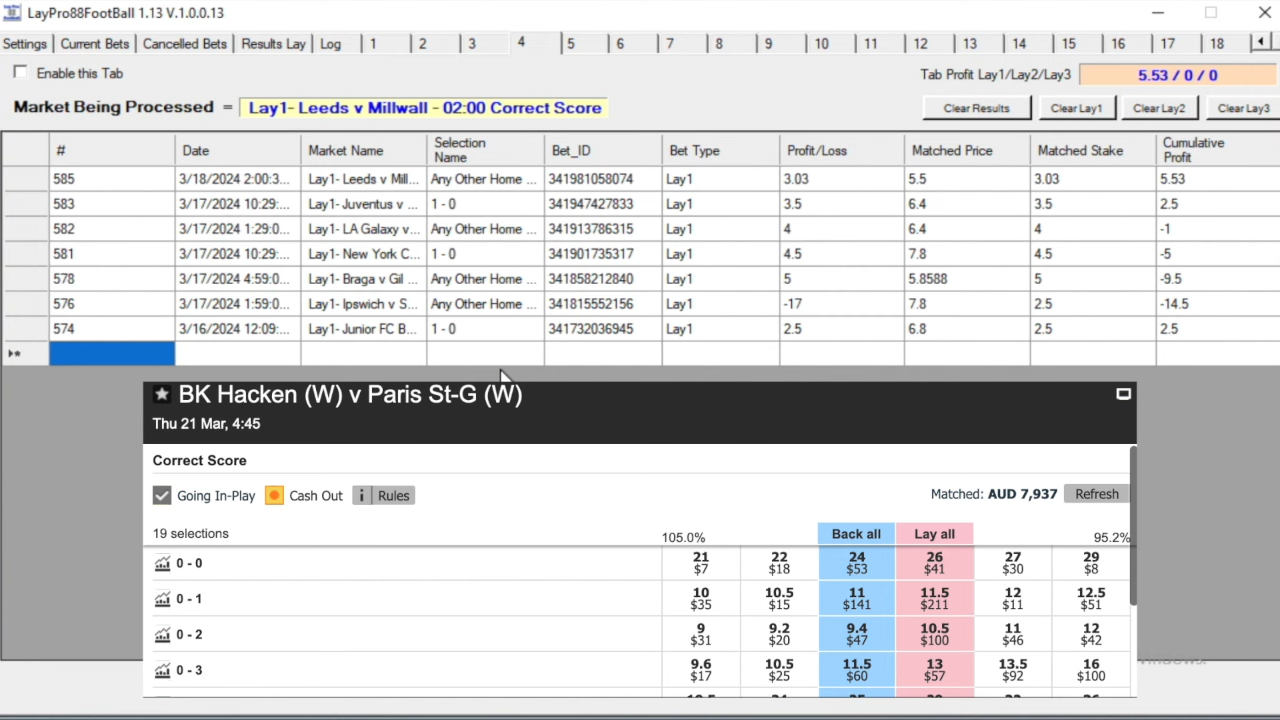 LayPro88FootBall 1.13 V.1.0.0.13
Settings Current Bets Cancelled Bets Results Lay Log 1 2 3 4 5 6 7 8 9 10 11 12 13 14 15 16 17 18
Enable this Tab Tab Profit Lay1/Lay2/Lay3 5.53 / 0 / 0
Market Being Processed = Lay1- Leeds v Millwall - 02:00 Correct Score Clear Results Clear Lay1 Clear Lay2 Clear Lay3
# Date Market Name Selection Name Bet_ID Bet Type Profit/Loss Matched Price Matched Stake Cumulative Profit
585 3/18/2024 2:00:3... Lay1- Leeds v Mill... Any Other Home ... 341981058074 Lay1 3.03 5.5 3.03 5.53
583 3/17/2024 10:29:... Lay1- Juventus v ... 1 - 0 341947427833 Lay1 3.5 6.4 3.5 2.5
582 3/17/2024 1:29:0... Lay1- LA Galaxy v... Any Other Home ... 341913786315 Lay1 4 6.4 4 -1
581 3/17/2024 10:29:... Lay1- New York C... 1 - 0 341901735317 Lay1 4.5 7.8 4.5 -5
578 3/17/2024 4:59:0... Lay1- Braga v Gil ... Any Other Home ... 341858212840 Lay1 5 5.8588 5 -9.5
576 3/17/2024 1:59:0... Lay1- Ipswich v S... Any Other Home ... 341815552156 Lay1 -17 7.8 2.5 -14.5
574 3/16/2024 12:09:... Lay1- Junior FC B... 1 - 0 341732036945 Lay1 2.5 6.8 2.5 2.5
BK Hacken (W) v Paris St-G (W)
Thu 21 Mar, 4:45
Correct Score
Going In-Play Cash Out i Rules Matched: AUD 7,937 Refresh
19 selections 105.0% Back all Lay all 95.2%
0 - 0 21 22 24 26 27 29
$7 $18 $53 $41 $30 $8
0 - 1 10 10.5 11 11.5 12 12.5
$35 $15 $141 $211 $11 $51
0 - 2 9 9.2 9.4 10.5 11 12
$31 $20 $47 $100 $46 $42
0 - 3 9.6 10.5 11.5 13 13.5 16
$17 $25 $60 $57 $92 $100